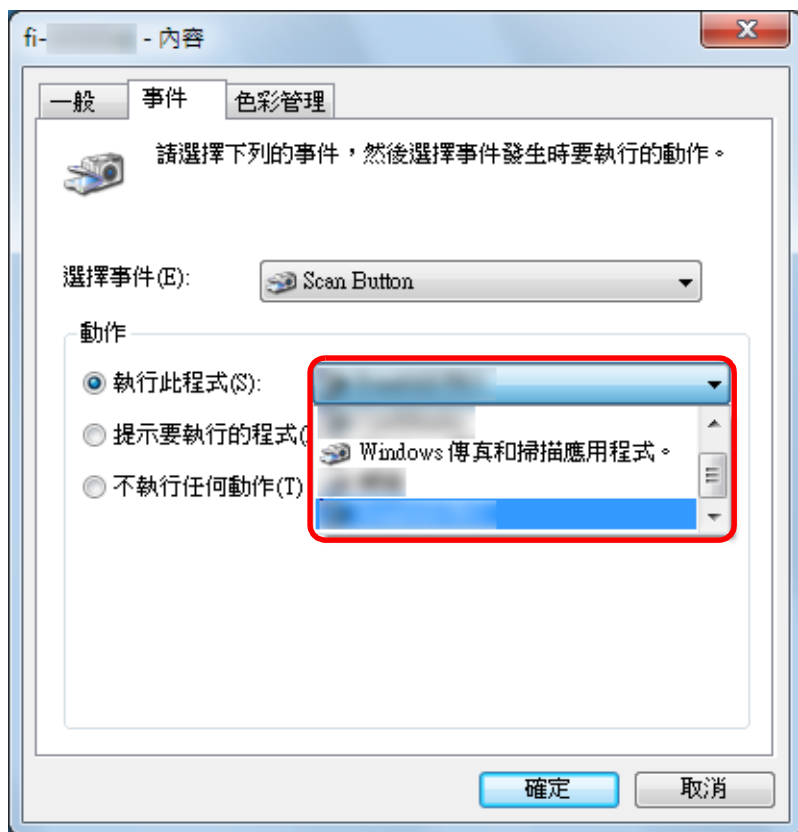 fi- - 內容
一般 事件 色彩管理
請選擇下列的事件，然後選擇事件發生時要執行的動作。
選擇事件(E): Scan Button
動作
執行此程式(S):
提示要執行的程式(
Windows 傳真和掃描應用程式。
不執行任何動作(T)
確定 取消